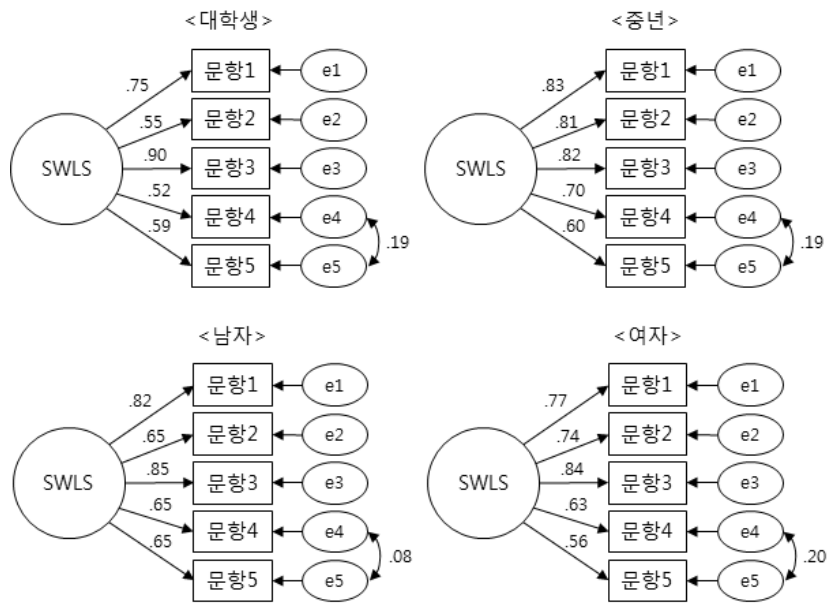 <대학생>
.75
.55
.90
.52
.59
SWLS
문항1
문항2
문항3
문항4
문항5
e1
e2
e3
e4
e5
.19
<중년>
.83
.81
.82
.70
.60
SWLS
문항1
문항2
문항3
문항4
문항5
e1
e2
e3
e4
e5
.19
<남자>
.82
.65
.85
.65
.65
SWLS
문항1
문항2
문항3
문항4
문항5
e1
e2
e3
e4
e5
.08
<여자>
.77
.74
.84
.63
.56
SWLS
문항1
문항2
문항3
문항4
문항5
e1
e2
e3
e4
e5
.20